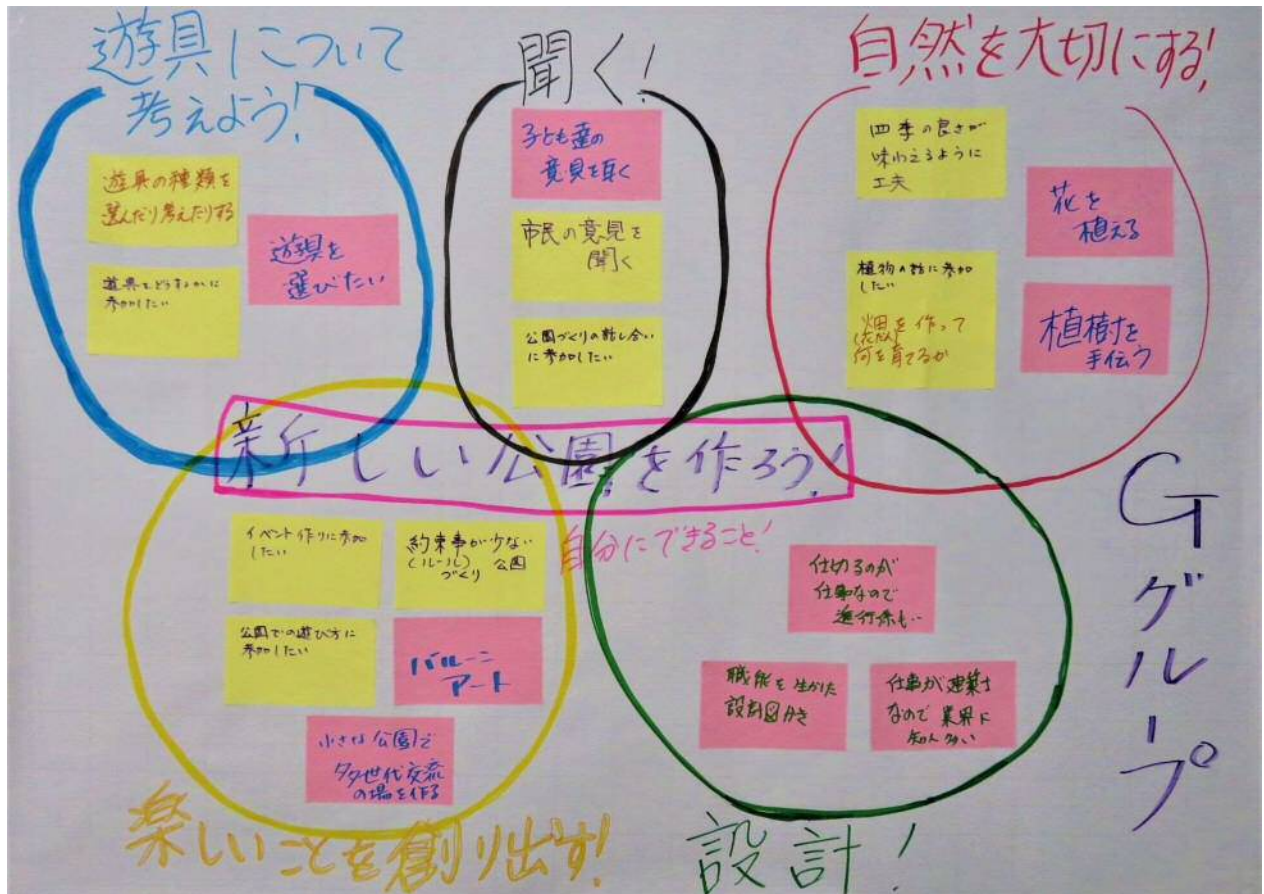 遊具について
考えよう!
遊具の種類を
選んだり考えたりする
遊具を
選びたい
遊具をどうするかに
参加したい
聞く!
子ども達の
意見を聞く
市民の意見を
聞く
公園づくりの話し合い
に参加したい
自然を大切にする!
四季の良さが
味わえるように
工夫
花を
植える
植物の話に参加
したい
畑を作って
(花だん)
何を育てるか
植樹を
手伝う
新しい公園を作ろう!
自分にできること!
イベント作りに参加
したい
約束事が少ない
(ルール)づくり 公園
公園での遊び方に
参加したい
バルーン
アート
小さな公園で
多世代交流
の場を作る
楽しいことを創り出す!
仕切るのが
仕事なので
進行係も…
職能を生かした
設計図描き
仕事が建築士
なので業界に
知人多い
設計!
Gグループ